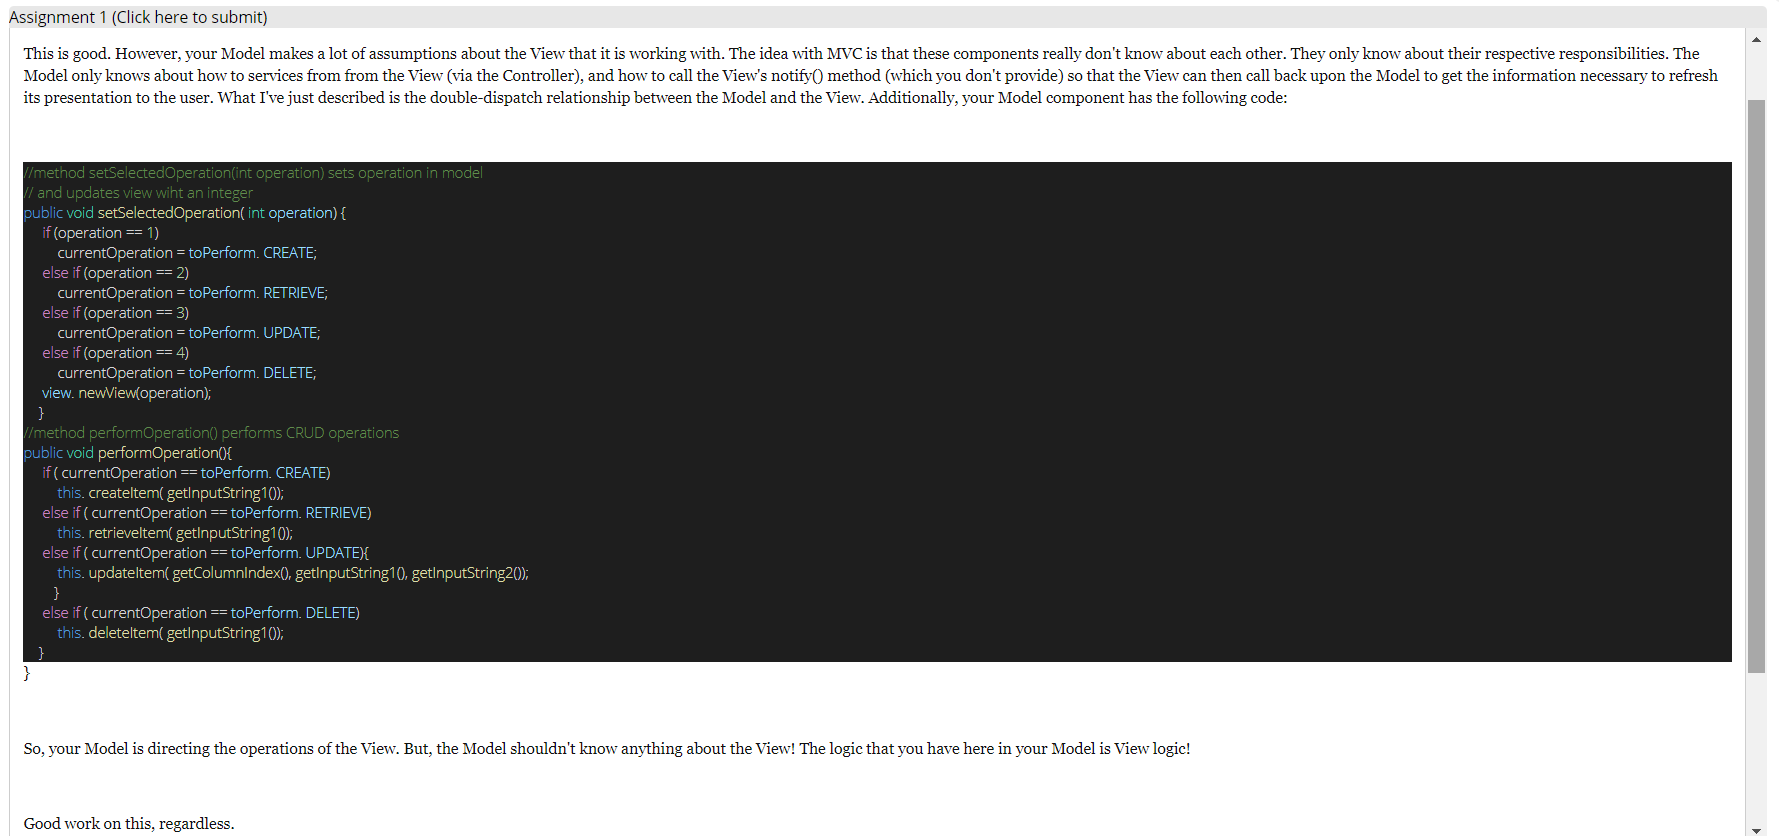 Assignment 1 (Click here to submit)
This is good. However, your Model makes a lot of assumptions about the View that it is working with. The idea with MVC is that these components really don't know about each other. They only know about their respective responsibilities. The
Model only knows about how to services from from the View (via the Controller), and how to call the View's notify() method (which you don't provide) so that the View can then call back upon the Model to get the information necessary to refresh
its presentation to the user. What I've just described is the double-dispatch relationship between the Model and the View. Additionally, your Model component has the following code:
//method setSelectedOperation(int operation) sets operation in model
// and updates view wiht an integer
public void setSelectedOperation( int operation) {
if (operation == 1)
currentOperation = toPerform. CREATE;
else if (operation == 2)
currentOperation = toPerform. RETRIEVE;
else if (operation == 3)
currentOperation = toPerform. UPDATE;
else if (operation == 4)
currentOperation = toPerform. DELETE;
view. newView(operation);
}
//method performOperation() performs CRUD operations
public void performOperation(){
if ( currentOperation == toPerform. CREATE)
this. createItem( getInputString1());
else if ( currentOperation == toPerform. RETRIEVE)
this. retrieveItem( getInputString1());
else if ( currentOperation == toPerform. UPDATE){
this. updateItem( getColumnIndex(), getInputString1(), getInputString2());
}
else if ( currentOperation == toPerform. DELETE)
this. deleteItem( getInputString1());
}
}
So, your Model is directing the operations of the View. But, the Model shouldn't know anything about the View! The logic that you have here in your Model is View logic!
Good work on this, regardless.